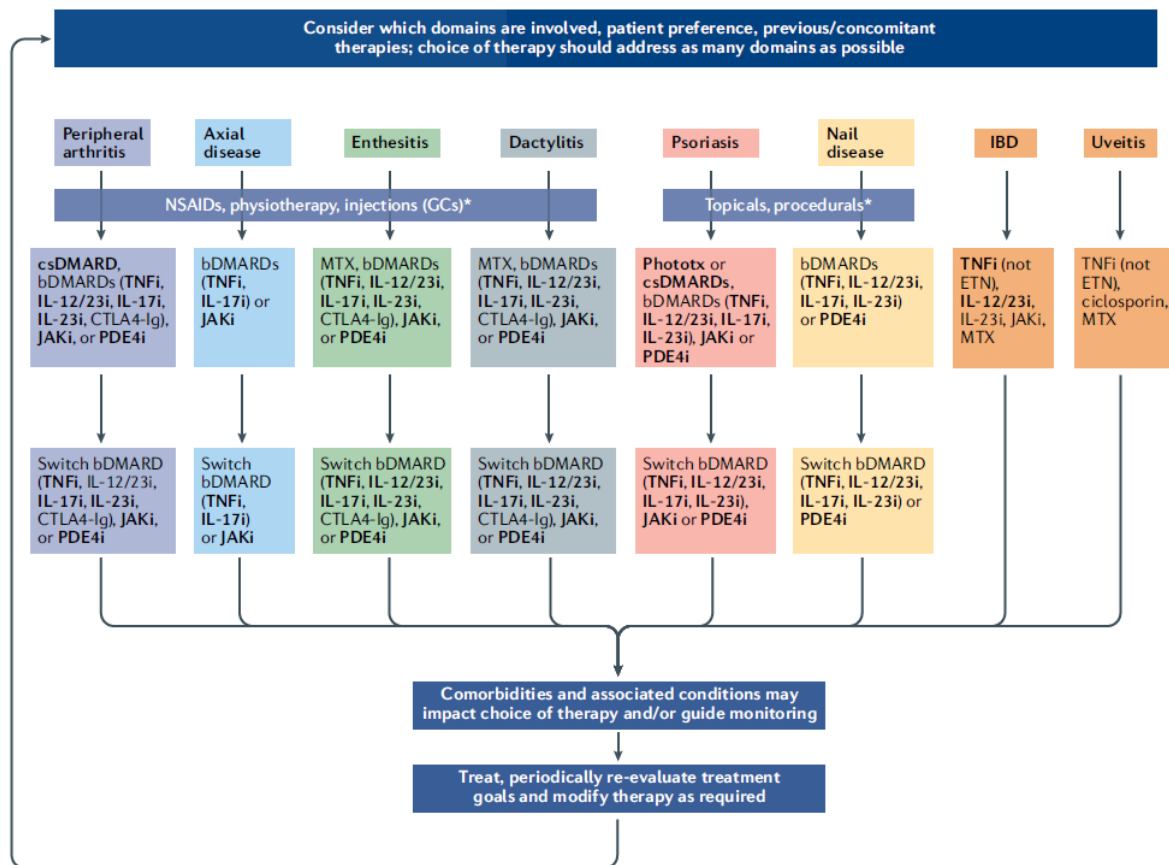 Consider which domains are involved, patient preference, previous/concomitant
therapies; choice of therapy should address as many domains as possible
Peripheral
arthritis
Axial
disease
Enthesitis
Dactylitis
Psoriasis
Nail
disease
IBD
Uveitis
NSAIDs, physiotherapy, injections (GCs)*
Topicals, procedurals*
csDMARD,
bDMARDs (TNFi,
IL-12/23i, IL-17i,
IL-23i, CTLA4-Ig),
JAKi, or PDE4i
bDMARDs
(TNFi,
IL-17i) or
JAKi
MTX, bDMARDs
(TNFi, IL-12/23i,
IL-17i, IL-23i,
CTLA4-Ig), JAKi,
or PDE4i
MTX, bDMARDs
(TNFi, IL-12/23i,
IL-17i, IL-23i,
CTLA4-Ig), JAKi,
or PDE4i
Phototx or
csDMARDs,
bDMARDs (TNFi,
IL-12/23i, IL-17i,
IL-23i), JAKi or
PDE4i
bDMARDs
(TNFi, IL-12/23i,
IL-17i, IL-23i)
or PDE4i
TNFi (not
ETN),
IL-12/23i,
IL-23i, JAKi,
MTX
TNFi (not
ETN),
ciclosporin,
MTX
Switch bDMARD
(TNFi, IL-12/23i,
IL-17i, IL-23i,
CTLA4-Ig), JAKi,
or PDE4i
Switch
bDMARD
(TNFi,
IL-17i)
or JAKi
Switch bDMARD
(TNFi, IL-12/23i,
IL-17i, IL-23i,
CTLA4-Ig), JAKi,
or PDE4i
Switch bDMARD
(TNFi, IL-12/23i,
IL-17i, IL-23i,
CTLA4-Ig), JAKi,
or PDE4i
Switch bDMARD
(TNFi, IL-12/23i,
IL-17i, IL-23i),
JAKi or PDE4i
Switch bDMARD
(TNFi, IL-12/23i,
IL-17i, IL-23i) or
PDE4i
Comorbidities and associated conditions may
impact choice of therapy and/or guide monitoring
Treat, periodically re-evaluate treatment
goals and modify therapy as required